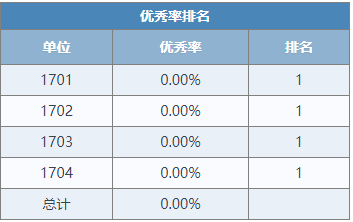 优秀率排名
单位 优秀率 排名
1701 0.00% 1
1702 0.00% 1
1703 0.00% 1
1704 0.00% 1
总计 0.00%